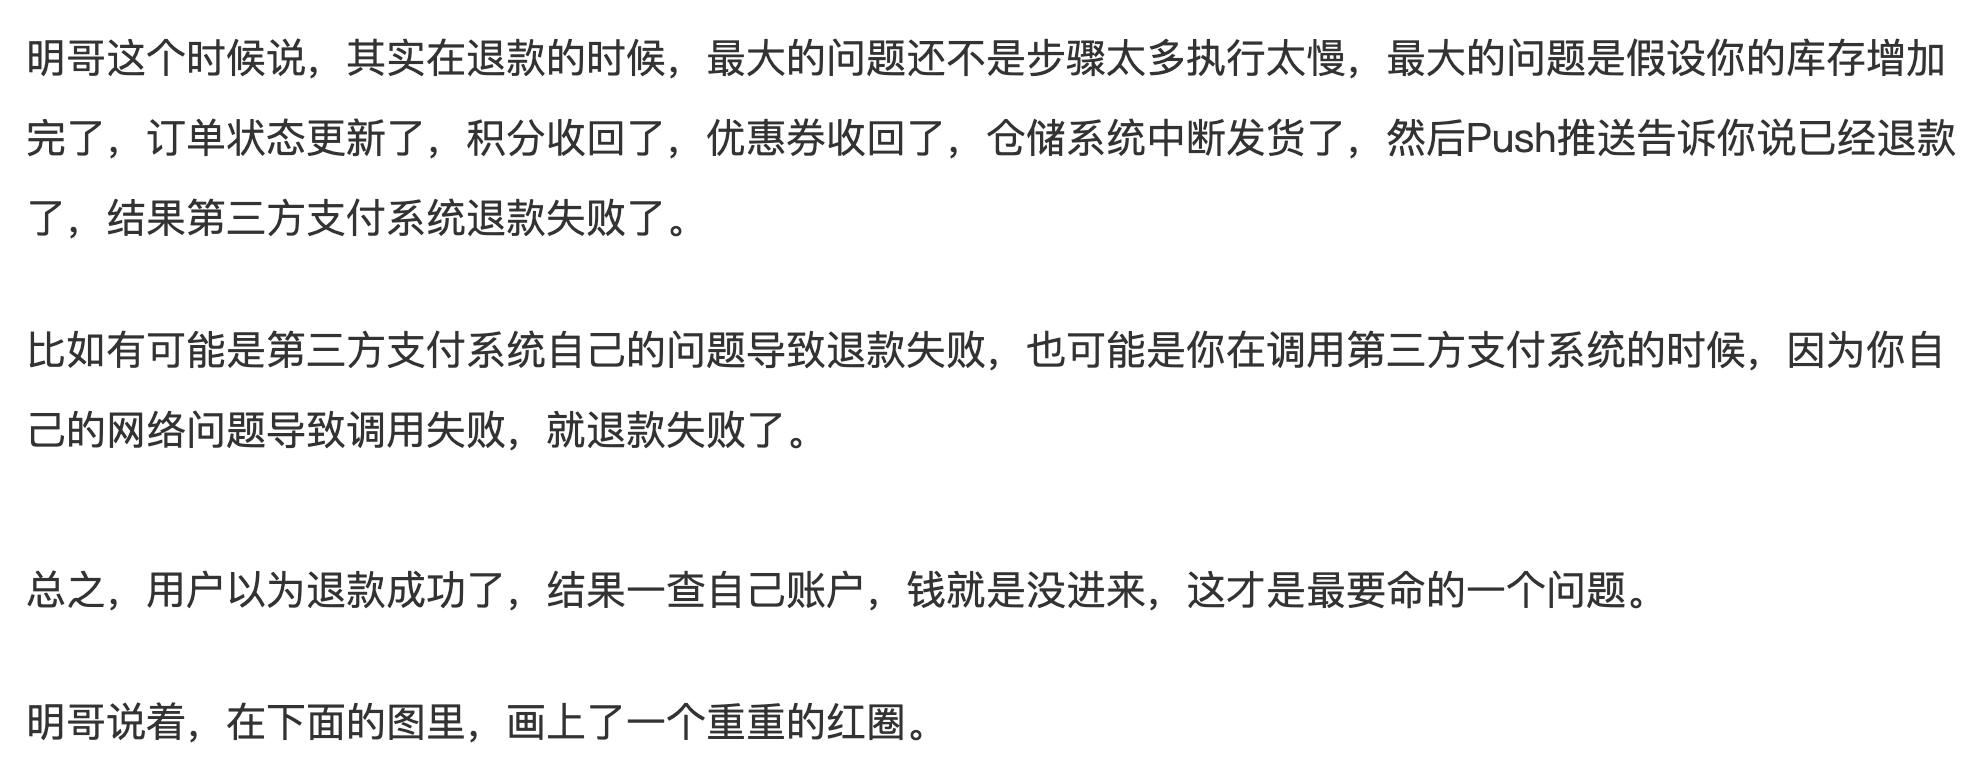 明哥这个时候说，其实在退款的时候，最大的问题还不是步骤太多执行太慢，最大的问题是假设你的库存增加
完了，订单状态更新了，积分收回了，优惠券收回了，仓储系统中断发货了，然后Push推送告诉你说已经退款
了，结果第三方支付系统退款失败了。
比如有可能是第三方支付系统自己的问题导致退款失败，也可能是你在调用第三方支付系统的时候，因为你自
己的网络问题导致调用失败，就退款失败了。
总之，用户以为退款成功了，结果一查自己账户，钱就是没进来，这才是最要命的一个问题。
明哥说着，在下面的图里，画上了一个重重的红圈。